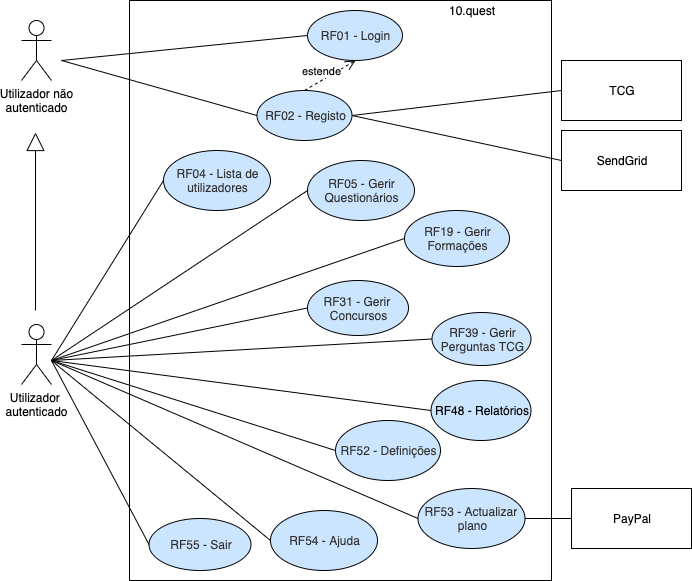 10.quest
RF01 - Login
estende
Utilizador não
autenticado
RF02 - Registo
TCG
SendGrid
RF04 - Lista de
utilizadores
RF05 - Gerir
Questionários
RF19 - Gerir
Formações
RF31 - Gerir
Concursos
RF39 - Gerir
Perguntas TCG
Utilizador
autenticado
RF48 - Relatórios
RF52 - Definições
RF53 - Actualizar
plano
PayPal
RF54 - Ajuda
RF55 - Sair